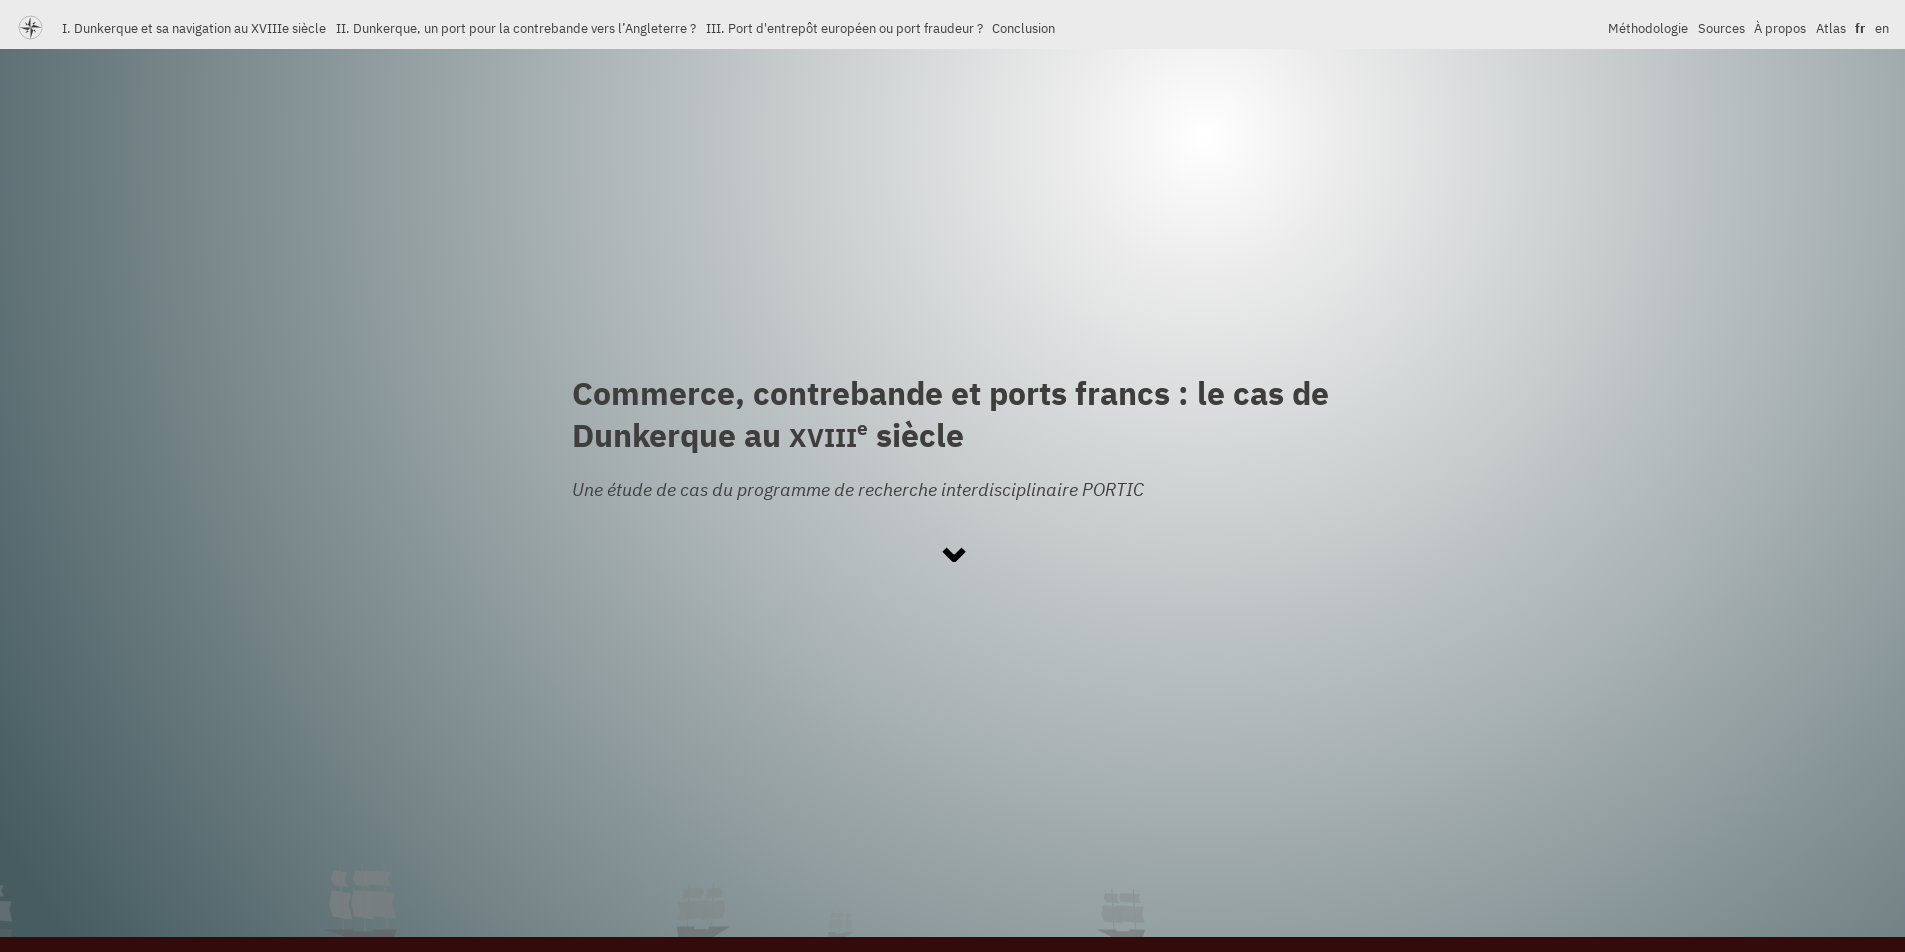 I. Dunkerque et sa navigation au XVIIIe siècle II. Dunkerque, un port pour la contrebande vers l’Angleterre ? III. Port d'entrepôt européen ou port fraudeur ? Conclusion Méthodologie Sources À propos Atlas fr en
Commerce, contrebande et ports francs : le cas de
Dunkerque au XVIIIe siècle
Une étude de cas du programme de recherche interdisciplinaire PORTIC